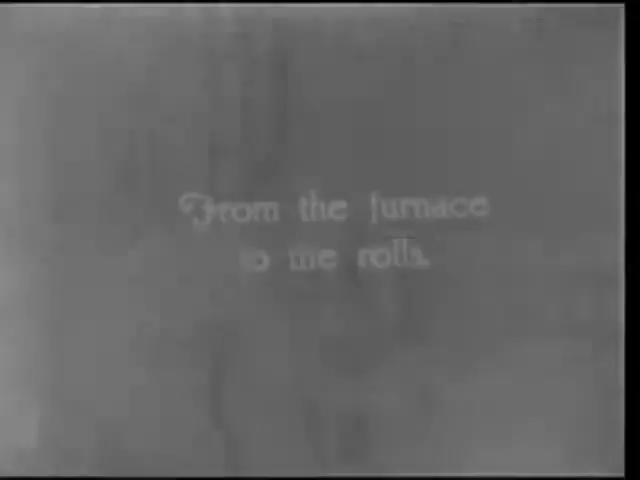 From the furnace
to the rolls.